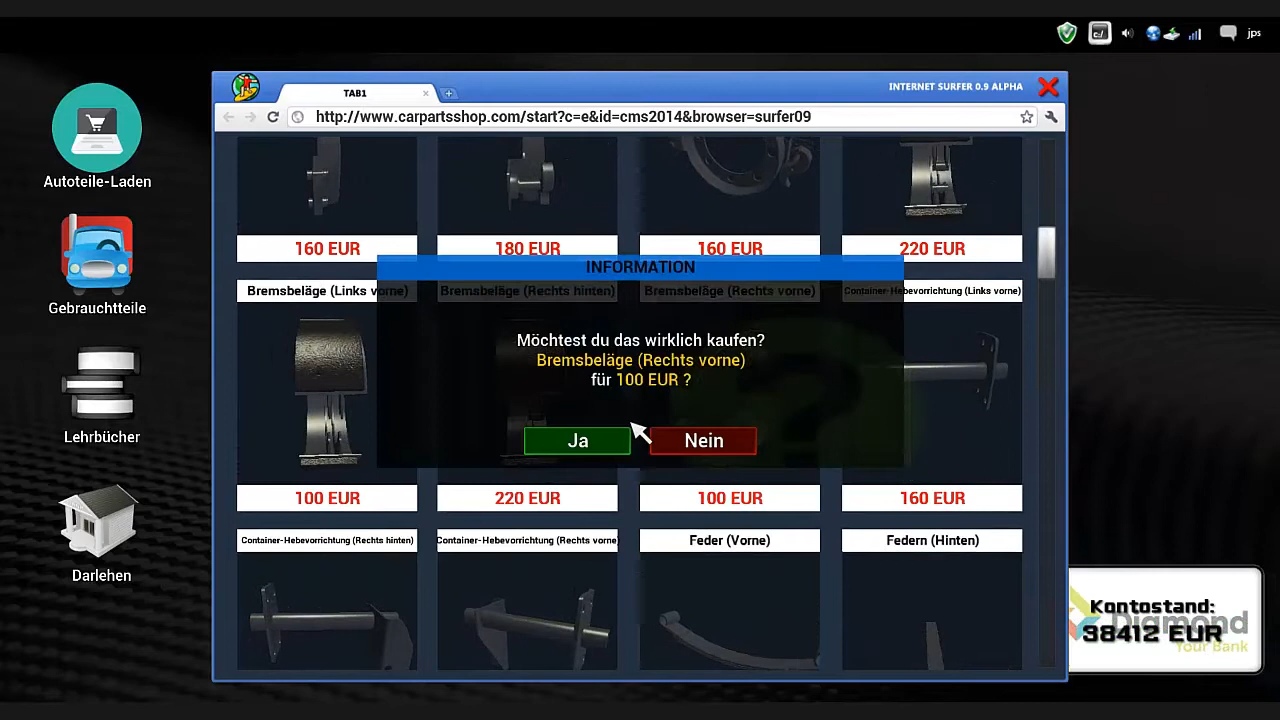 jps
TAB1
INTERNET SURFER 0.9 ALPHA
http://www.carpartsshop.com/start?c=e&id=cms2014&browser=surfer09
Autoteile-Laden
Gebrauchtteile
Lehrbücher
Darlehen
160 EUR
180 EUR
160 EUR
220 EUR
INFORMATION
Bremsbeläge (Links vorne)
Bremsbeläge (Rechts hinten)
Bremsbeläge (Rechts vorne)
Container-Hebevorrichtung (Links vorne)
Möchtest du das wirklich kaufen?
Bremsbeläge (Rechts vorne)
für 100 EUR ?
Ja
Nein
100 EUR
220 EUR
100 EUR
160 EUR
Container-Hebevorrichtung (Rechts hinten)
Container-Hebevorrichtung (Rechts vorne)
Feder (Vorne)
Federn (Hinten)
Kontostand:
38412 EUR
Diamond
Your Bank